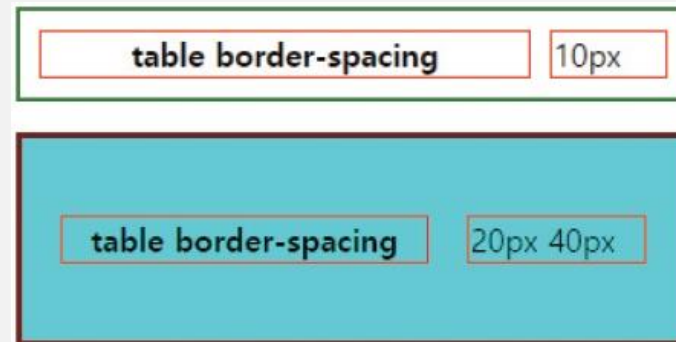 table border-spacing 10px
table border-spacing 20px 40px